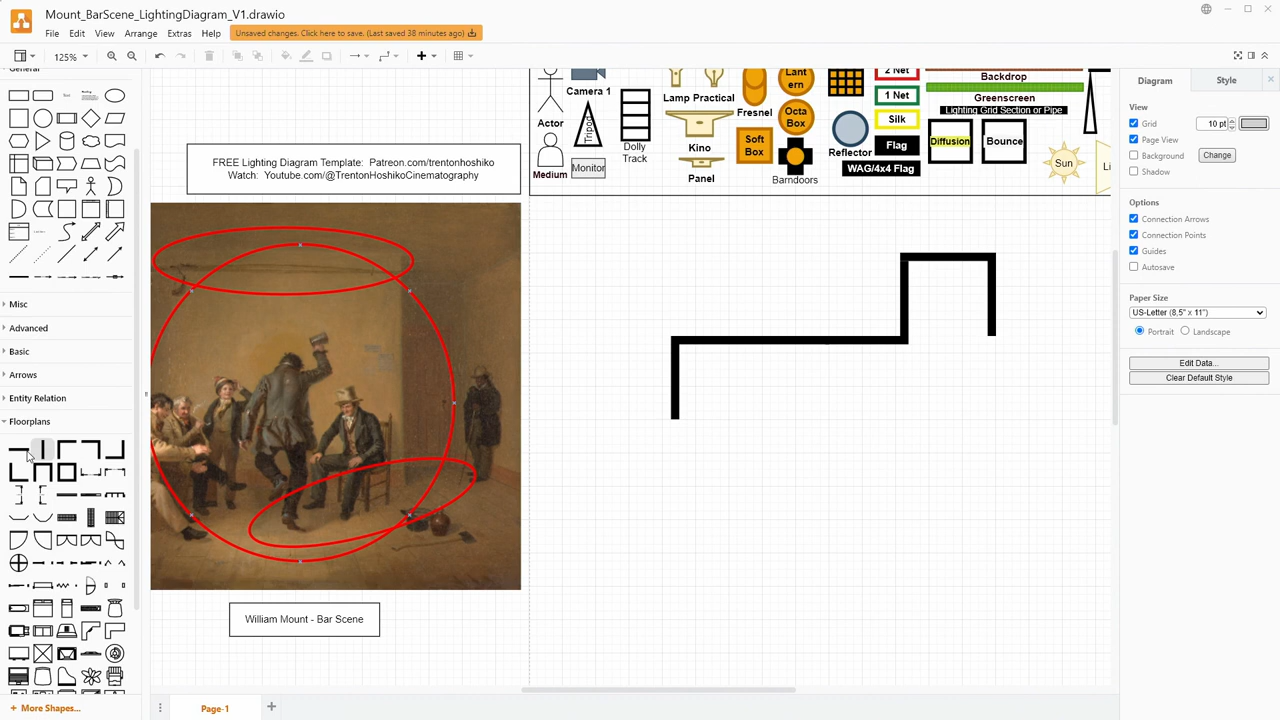 Mount_BarScene_LightingDiagram_V1.drawio
File Edit View Arrange Extras Help
Unsaved changes. Click here to save. (Last saved 38 minutes ago)
125%
General
Text
Heading
Misc
Advanced
Basic
Arrows
Entity Relation
Floorplans
+ More Shapes...
FREE Lighting Diagram Template: Patreon.com/trentonhoshiko
Watch: Youtube.com/@TrentonHoshikoCinematography
William Mount - Bar Scene
Actor
Medium
Camera 1
Tripod
Monitor
Dolly
Track
Lamp Practical
Kino
Panel
Fresnel
Soft
Box
Lant
ern
Octa
Box
Barndoors
Reflector
2 Net
1 Net
Silk
Flag
WAG/4x4 Flag
Backdrop
Greenscreen
Lighting Grid Section or Pipe
Diffusion
Bounce
Sun
Li
Page-1
Diagram
Style
View
Grid
10 pt
Page View
Background
Change
Shadow
Options
Connection Arrows
Connection Points
Guides
Autosave
Paper Size
US-Letter (8,5" x 11")
Portrait
Landscape
Edit Data...
Clear Default Style